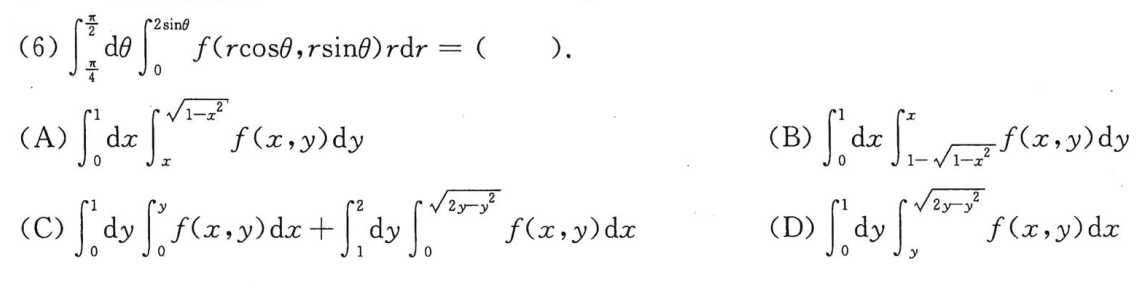 (6) ∫_{π/4}^{π/2} dθ ∫_0^{2sinθ} f(rcosθ,rsinθ)rdr = (    ).
(A) ∫_0^1 dx ∫_x^{√(1−x²)} f(x,y)dy (B) ∫_0^1 dx ∫_{1−√(1−x²)}^x f(x,y)dy
(C) ∫_0^1 dy ∫_0^y f(x,y)dx + ∫_1^2 dy ∫_0^{√(2y−y²)} f(x,y)dx (D) ∫_0^1 dy ∫_y^{√(2y−y²)} f(x,y)dx